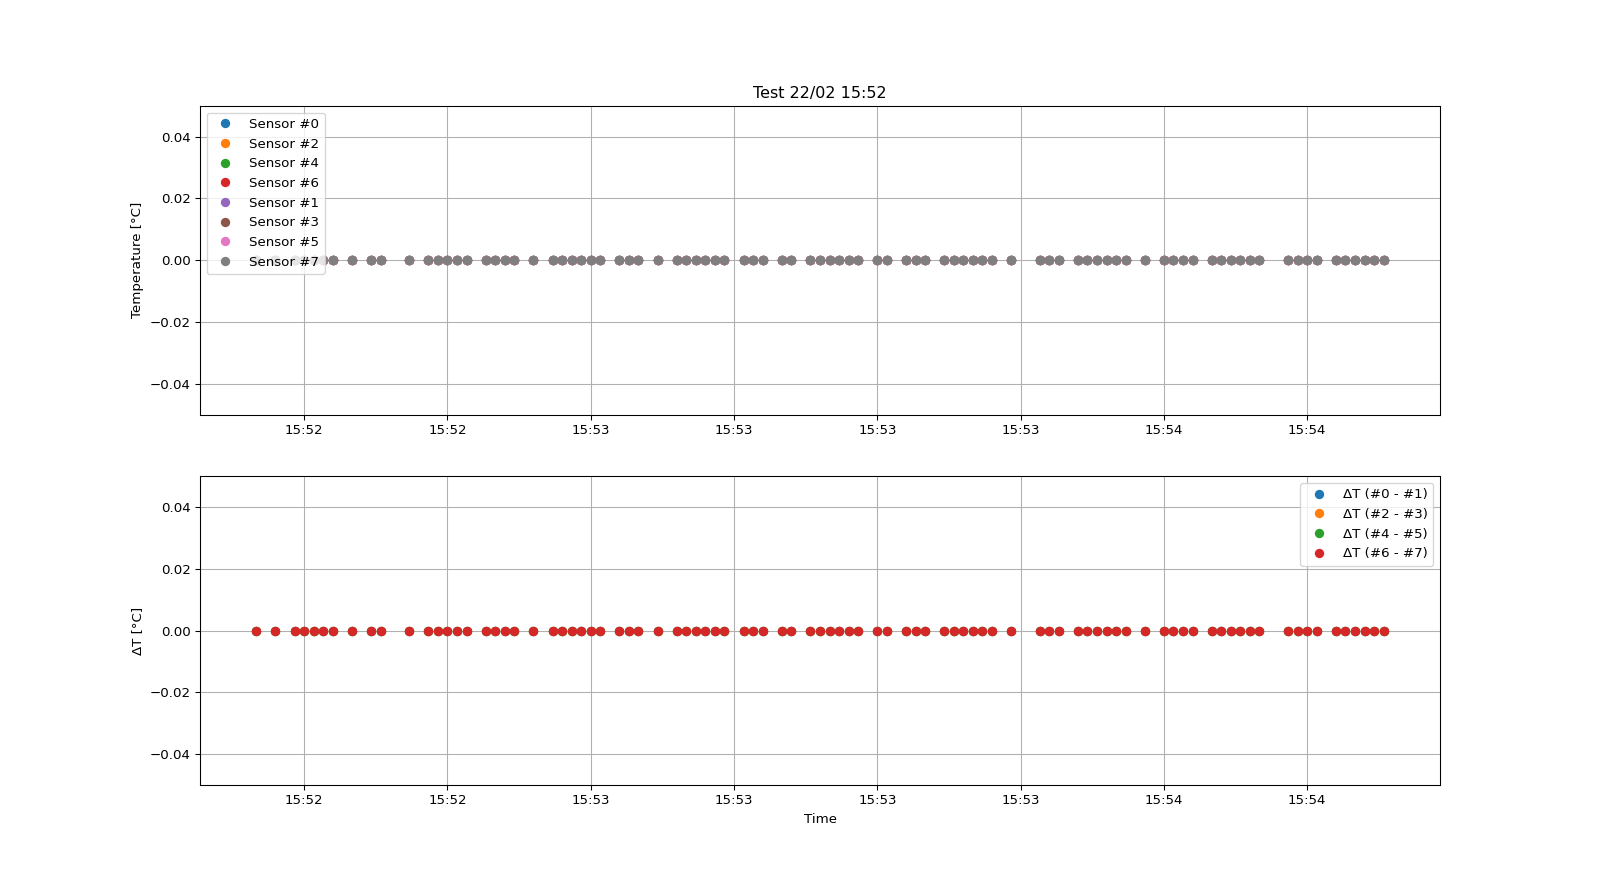 Test 22/02 15:52
Temperature [°C]
0.04
0.02
0.00
−0.02
−0.04
Sensor #0
Sensor #2
Sensor #4
Sensor #6
Sensor #1
Sensor #3
Sensor #5
Sensor #7
15:52 15:52 15:53 15:53 15:53 15:53 15:54 15:54
ΔT [°C]
0.04
0.02
0.00
−0.02
−0.04
ΔT (#0 - #1)
ΔT (#2 - #3)
ΔT (#4 - #5)
ΔT (#6 - #7)
15:52 15:52 15:53 15:53 15:53 15:53 15:54 15:54
Time